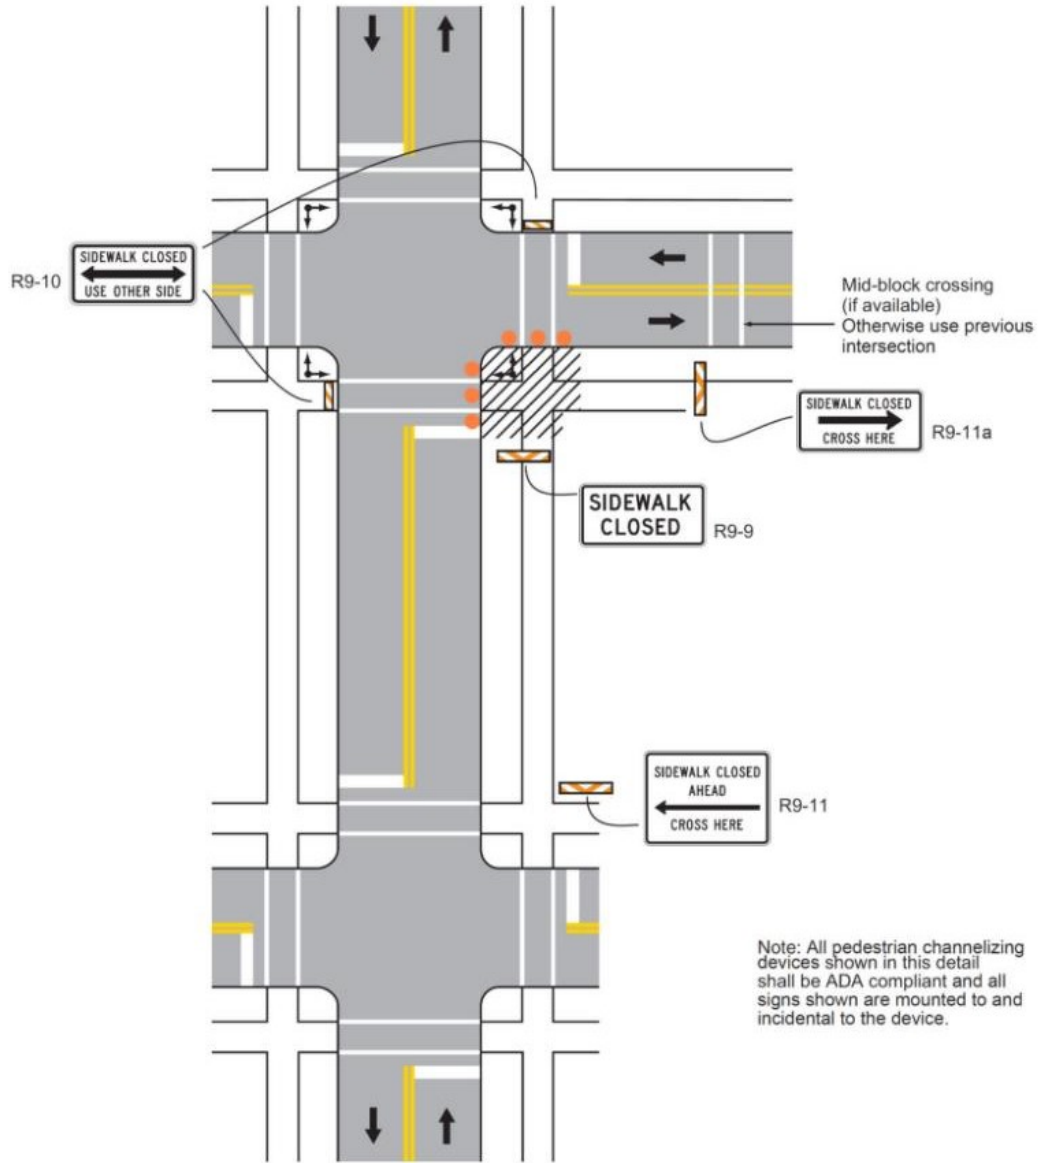 SIDEWALK CLOSED
USE OTHER SIDE
R9-10
Mid-block crossing
(if available)
Otherwise use previous
intersection
SIDEWALK CLOSED
CROSS HERE
R9-11a
SIDEWALK
CLOSED
R9-9
SIDEWALK CLOSED
AHEAD
CROSS HERE
R9-11
Note: All pedestrian channelizing
devices shown in this detail
shall be ADA compliant and all
signs shown are mounted to and
incidental to the device.